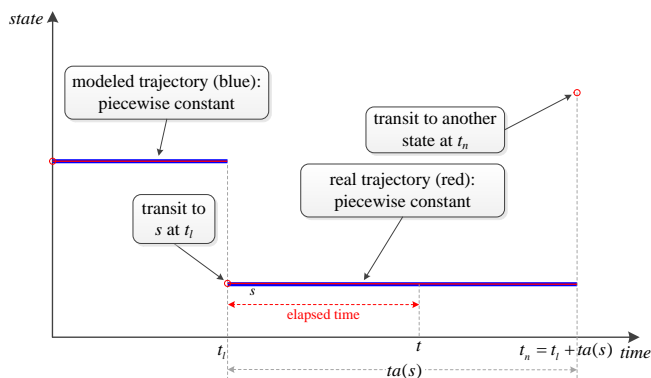 state
modeled trajectory (blue):
piecewise constant
transit to another
state at tn
real trajectory (red):
piecewise constant
transit to
s at tl
s
elapsed time
tl
t
tn = tl + ta(s)
time
ta(s)